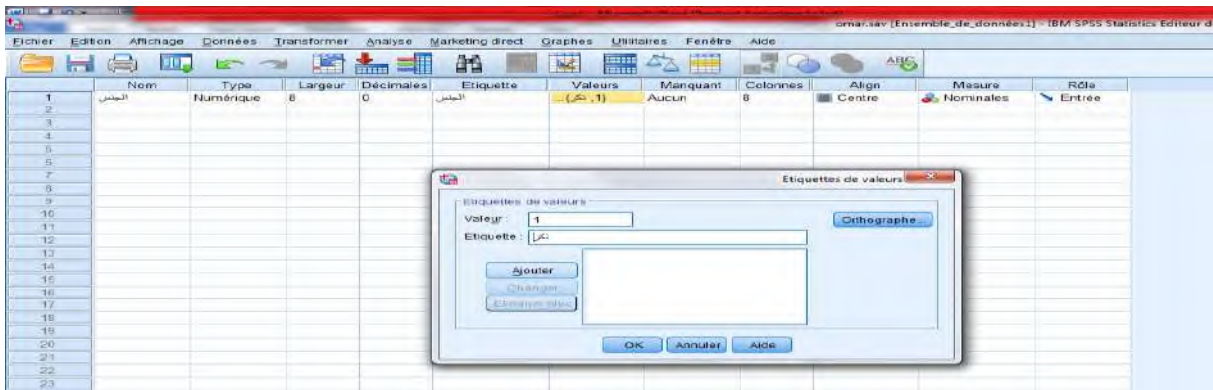 omar.sav [Ensemble_de_données1] - IBM SPSS Statistics Editeur d
Fichier Edition Affichage Données Transformer Analyse Marketing direct Graphes Utilitaires Fenêtre Aide
Nom Type Largeur Décimales Etiquette Valeurs Manquant Colonnes Align Mesure Rôle
1 الجنس Numérique 8 0 الجنس {1, ذكر}... Aucun 8 Centre Nominales Entrée
2
3
4
5
6
7
8
9
10
11
12
13
14
15
16
17
18
19
20
21
22
23
Etiquettes de valeurs
Etiquettes de valeurs
Valeur : 1
Orthographe...
Etiquette : ذكر
Ajouter
Changer
OK Annuler Aide